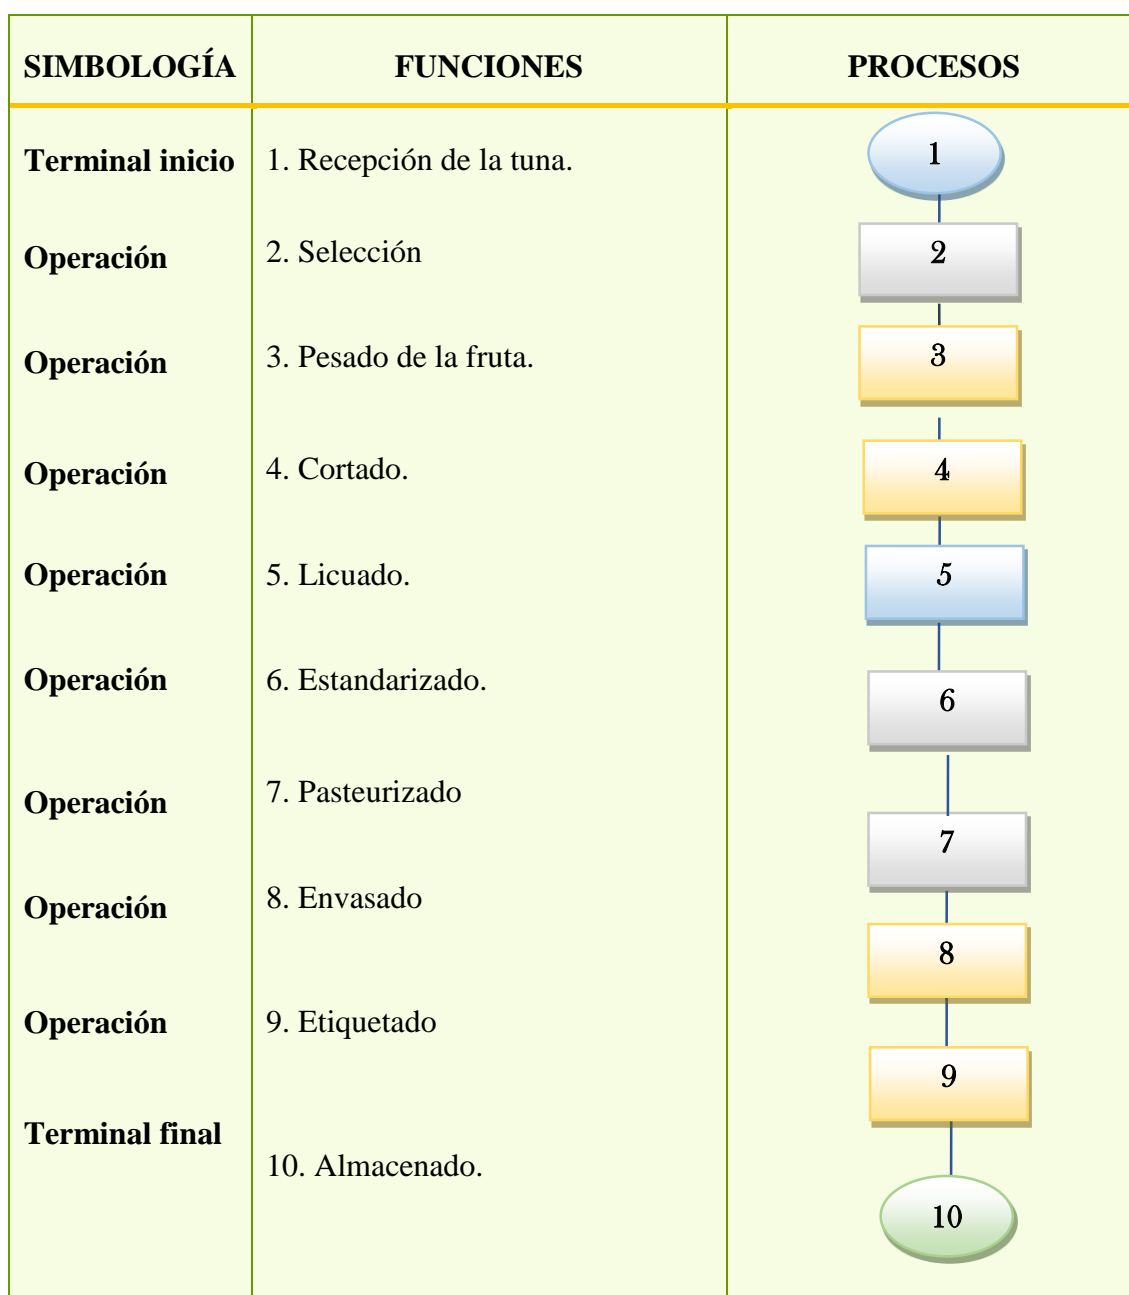 SIMBOLOGÍA FUNCIONES PROCESOS
Terminal inicio 1. Recepción de la tuna. 1
Operación 2. Selección 2
Operación 3. Pesado de la fruta. 3
Operación 4. Cortado. 4
Operación 5. Licuado. 5
Operación 6. Estandarizado. 6
Operación 7. Pasteurizado 7
Operación 8. Envasado 8
Operación 9. Etiquetado 9
Terminal final 10. Almacenado. 10